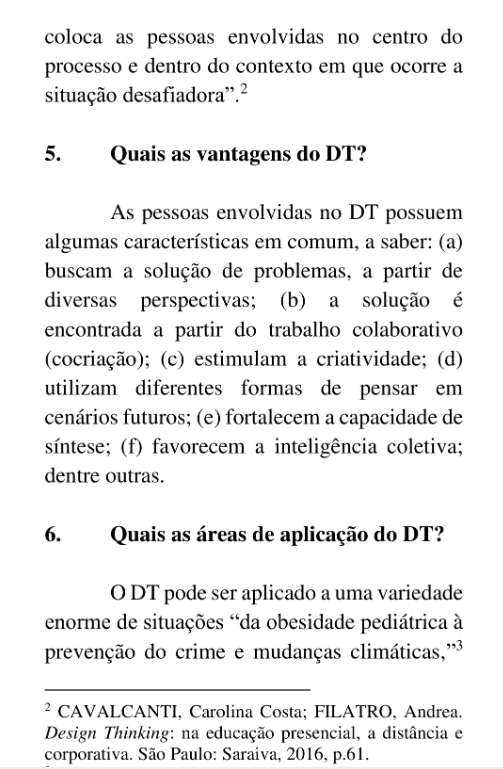 coloca as pessoas envolvidas no centro do
processo e dentro do contexto em que ocorre a
situação desafiadora”.²
5. Quais as vantagens do DT?
As pessoas envolvidas no DT possuem
algumas características em comum, a saber: (a)
buscam a solução de problemas, a partir de
diversas perspectivas; (b) a solução é
encontrada a partir do trabalho colaborativo
(cocriação); (c) estimulam a criatividade; (d)
utilizam diferentes formas de pensar em
cenários futuros; (e) fortalecem a capacidade de
síntese; (f) favorecem a inteligência coletiva;
dentre outras.
6. Quais as áreas de aplicação do DT?
O DT pode ser aplicado a uma variedade
enorme de situações “da obesidade pediátrica à
prevenção do crime e mudanças climáticas,”³
² CAVALCANTI, Carolina Costa; FILATRO, Andrea.
Design Thinking: na educação presencial, a distância e
corporativa. São Paulo: Saraiva, 2016, p.61.